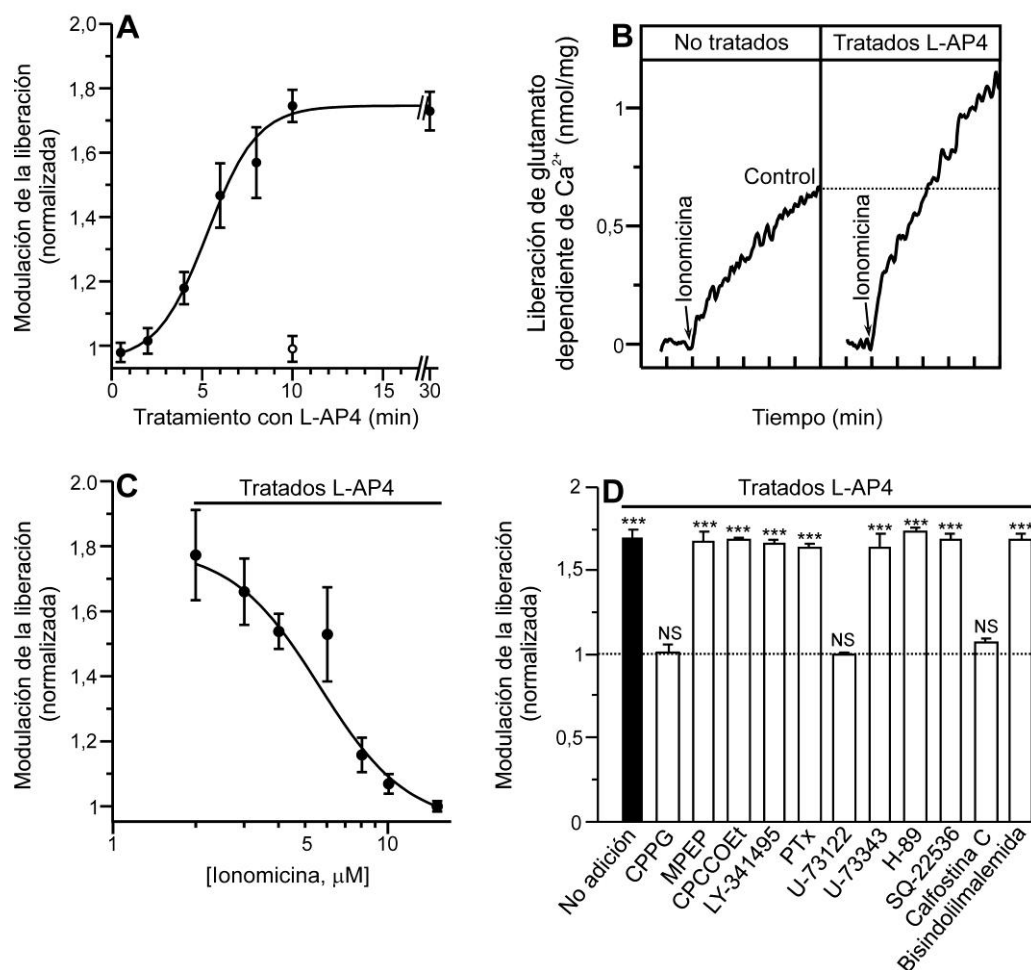 A
Modulación de la liberación
(normalizada)
2,0
1,8
1,6
1,4
1,2
1
0
5
10
15
30
Tratamiento con L-AP4 (min)
B
No tratados
Tratados L-AP4
Liberación de glutamato
dependiente de Ca2+ (nmol/mg)
1
0,5
0
Control
Ionomicina
Ionomicina
Tiempo (min)
C
Tratados L-AP4
Modulación de la liberación
(normalizada)
2.0
1,8
1,6
1,4
1,2
1
1
5
10
[Ionomicina, µM]
D
Tratados L-AP4
Modulación de la liberación
(normalizada)
2
1,5
1
0,5
0
***
NS
***
***
***
***
NS
***
***
***
NS
***
No adición
CPPG
MPEP
CPCCOEt
LY-341495
PTx
U-73122
U-73343
H-89
SQ-22536
Calfostina C
Bisindolilmalemida